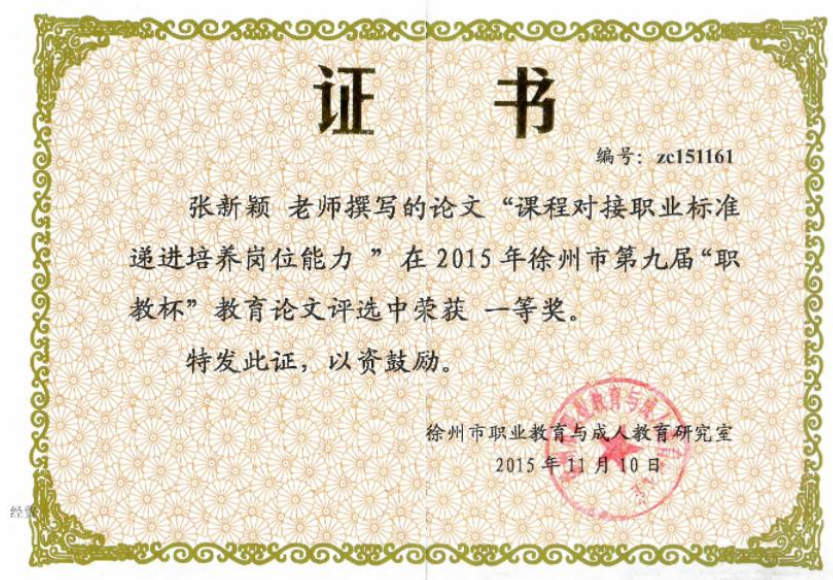 证 书
编号：zc151161
张新颖 老师撰写的论文“课程对接职业标准
递进培养岗位能力 ”在2015年徐州市第九届“职
教杯”教育论文评选中荣获 一等奖。
特发此证，以资鼓励。
徐州市职业教育与成人教育研究室
2015年11月10日